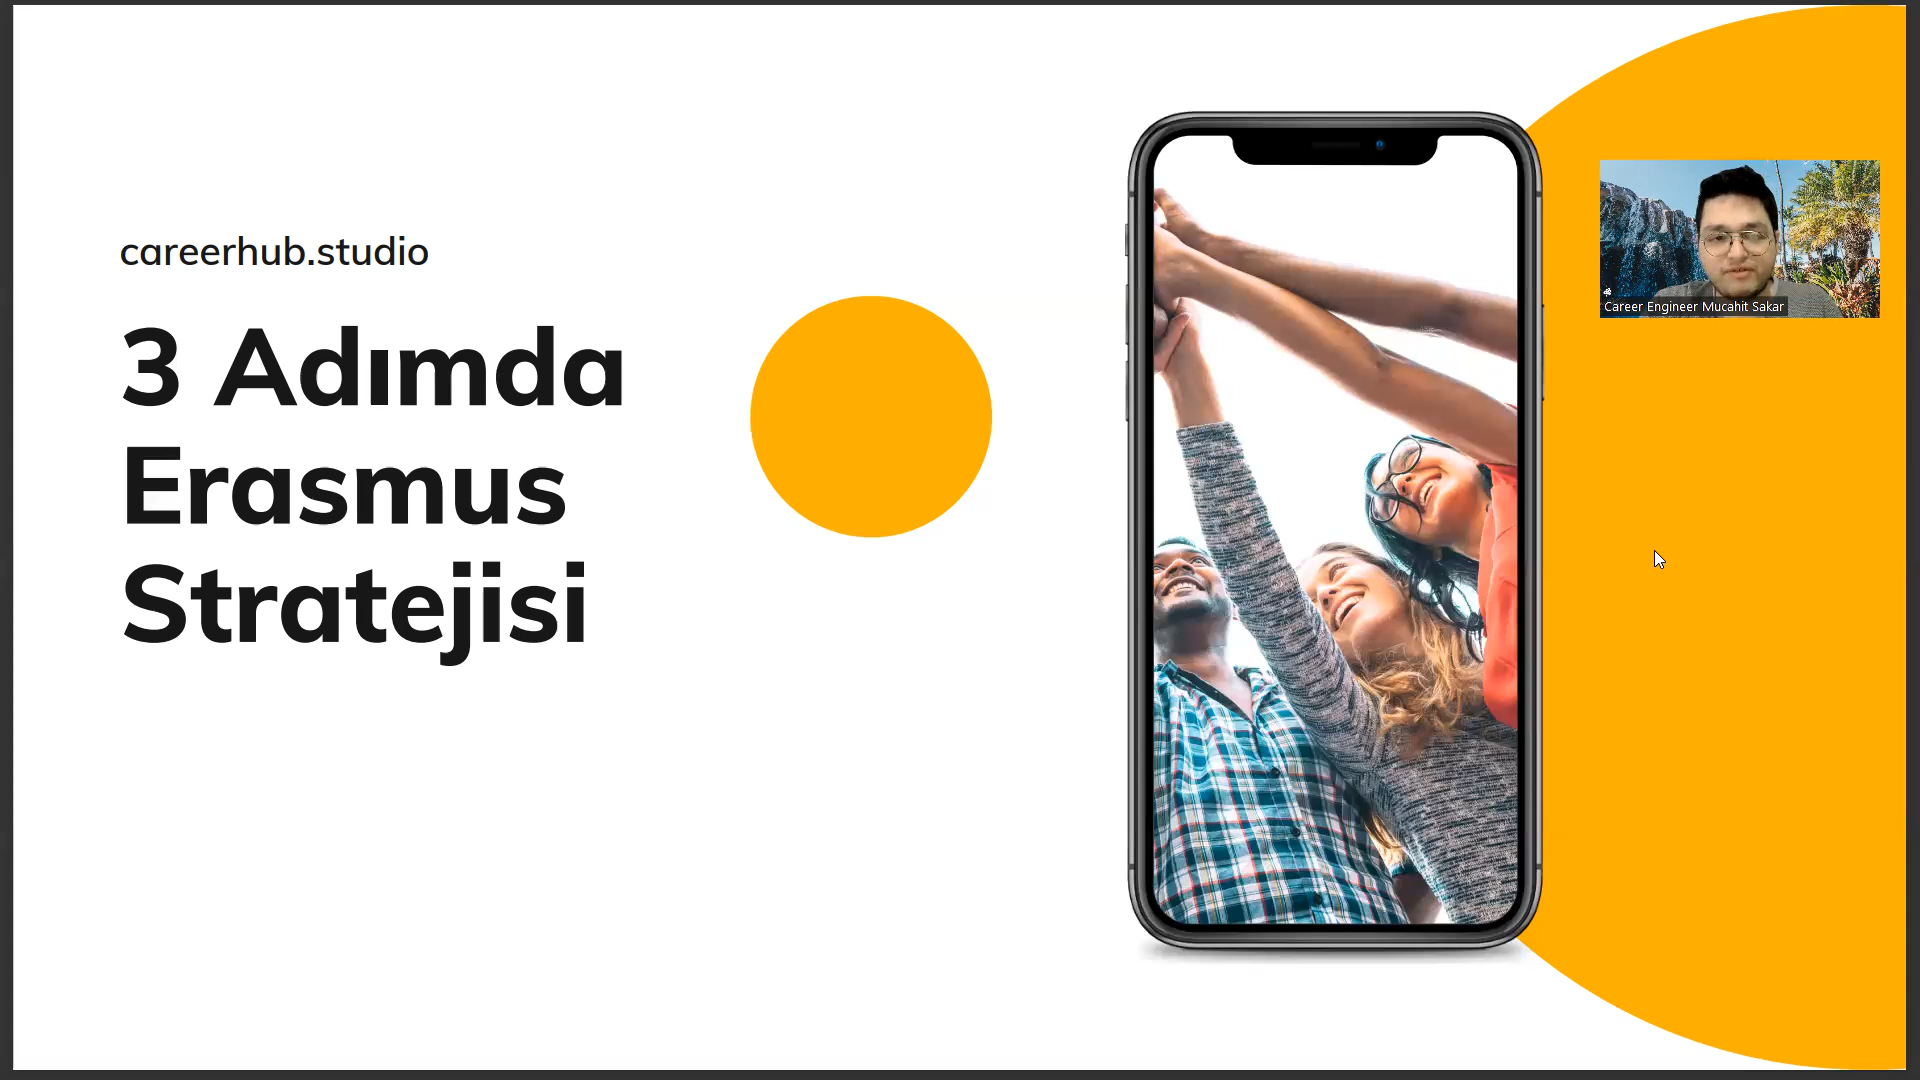 careerhub.studio
3 Adımda
Erasmus
Stratejisi
Career Engineer Mucahit Sakar